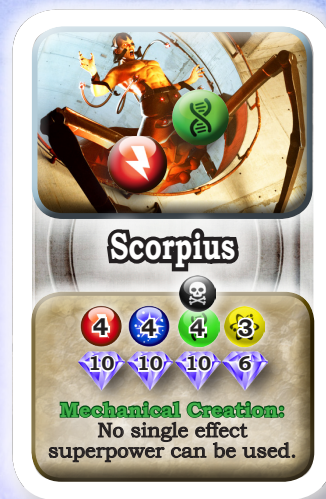 Scorpius
4 4 4 3
10 10 10 6
Mechanical Creation:
No single effect
superpower can be used.